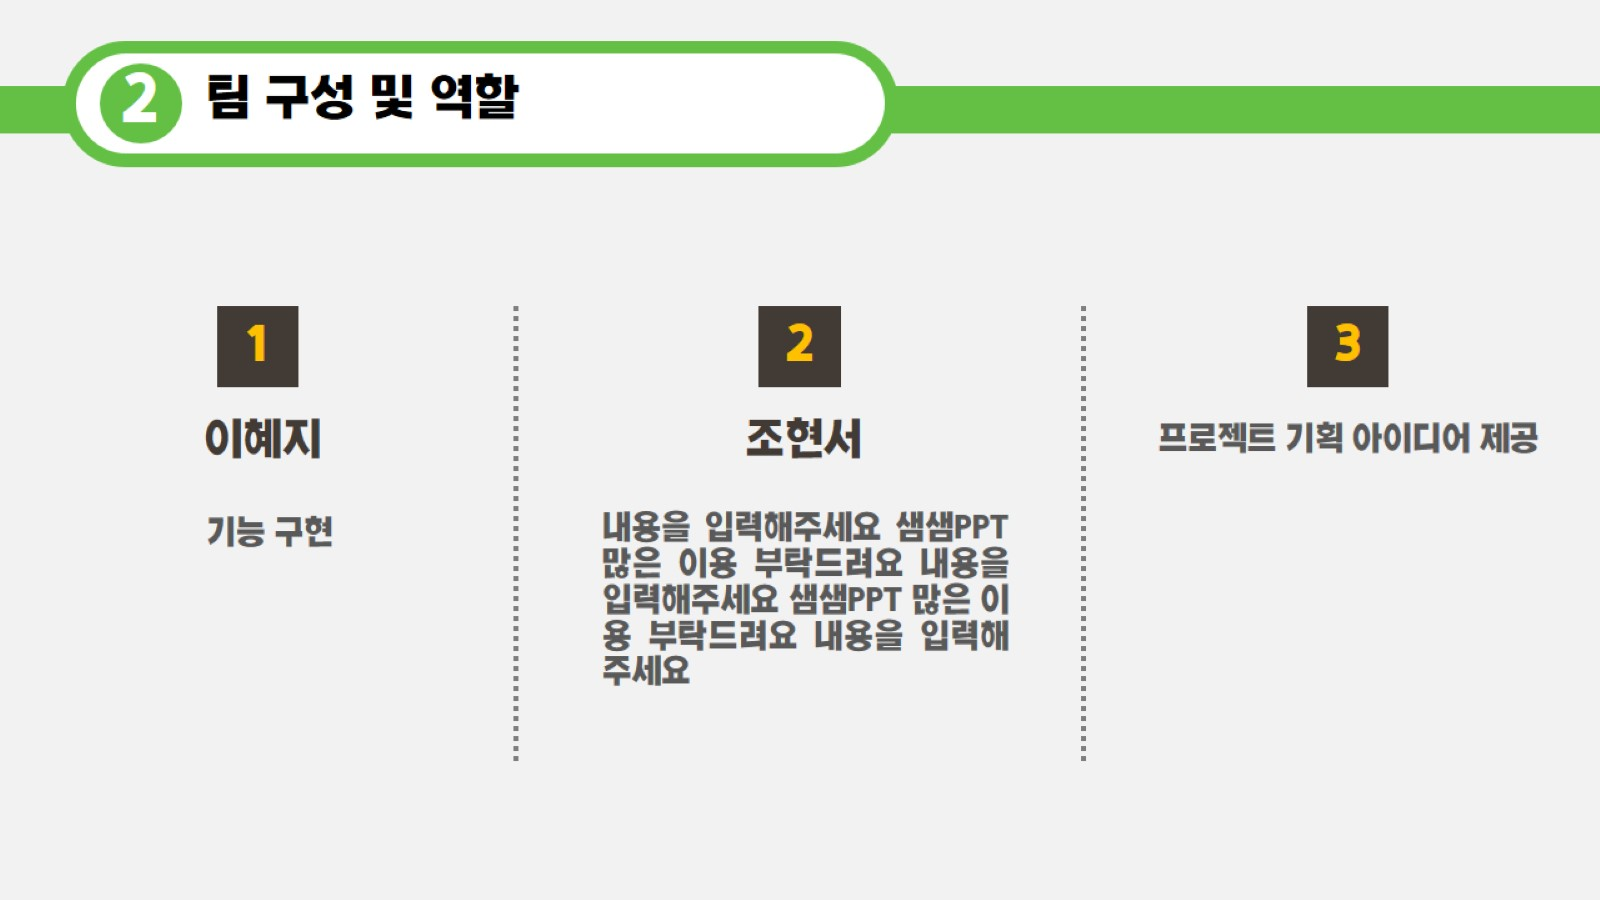 2
팀 구성 및 역할
1
이혜지
기능 구현
2
조현서
내용을 입력해주세요 샘샘PPT
많은 이용 부탁드려요 내용을
입력해주세요 샘샘PPT 많은 이
용 부탁드려요 내용을 입력해
주세요
3
프로젝트 기획 아이디어 제공